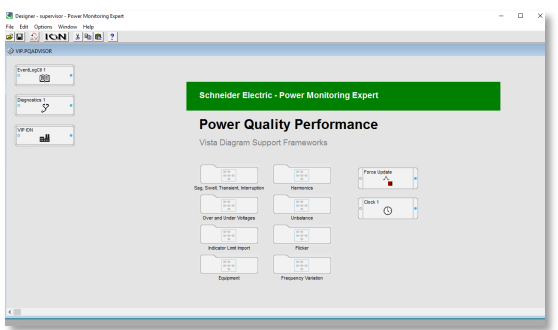 Designer - supervisor - Power Monitoring Expert
File Edit Options Window Help
ION
VIP.PQADVISOR
EventLogCtl 1
Diagnostics 1
VIP ION
Schneider Electric - Power Monitoring Expert
Power Quality Performance
Vista Diagram Support Frameworks
Sag, Swell, Transient, Interruption
Harmonics
Force Update
Over and Under Voltages
Unbalance
Clock 1
Indicator Limit Import
Flicker
Equipment
Frequency Variation